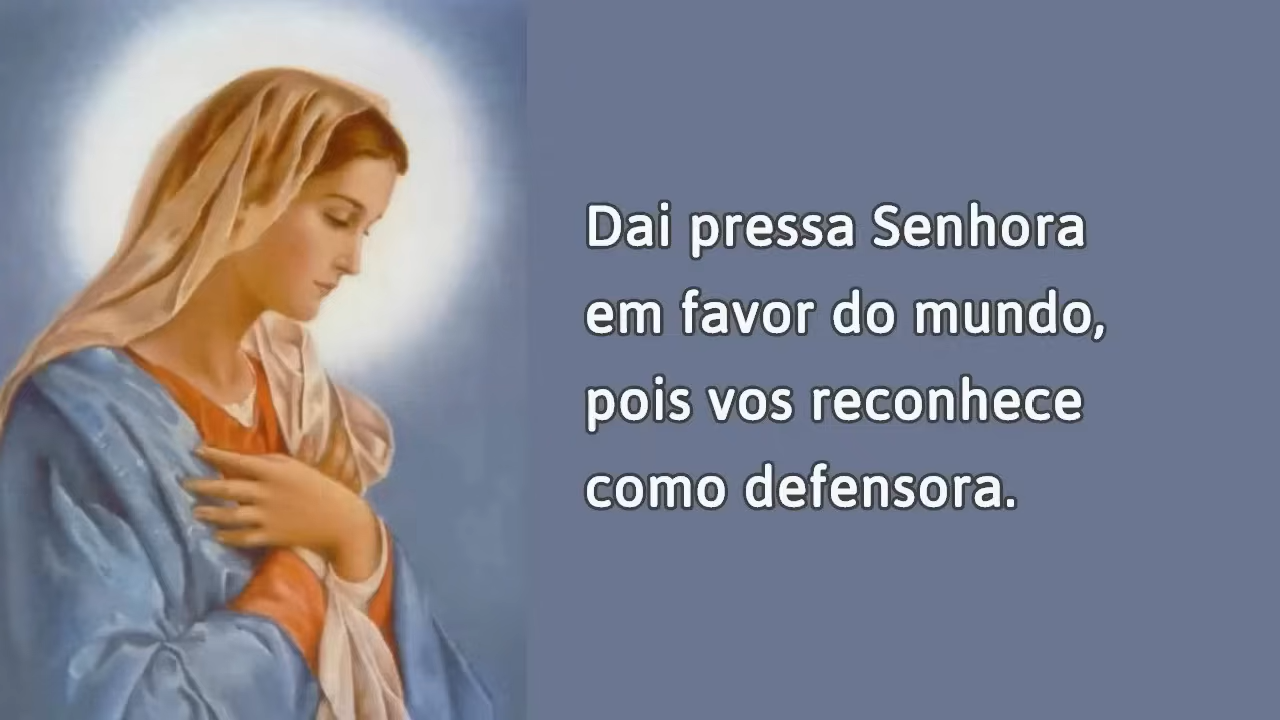 Dai pressa Senhora
em favor do mundo,
pois vos reconhece
como defensora.